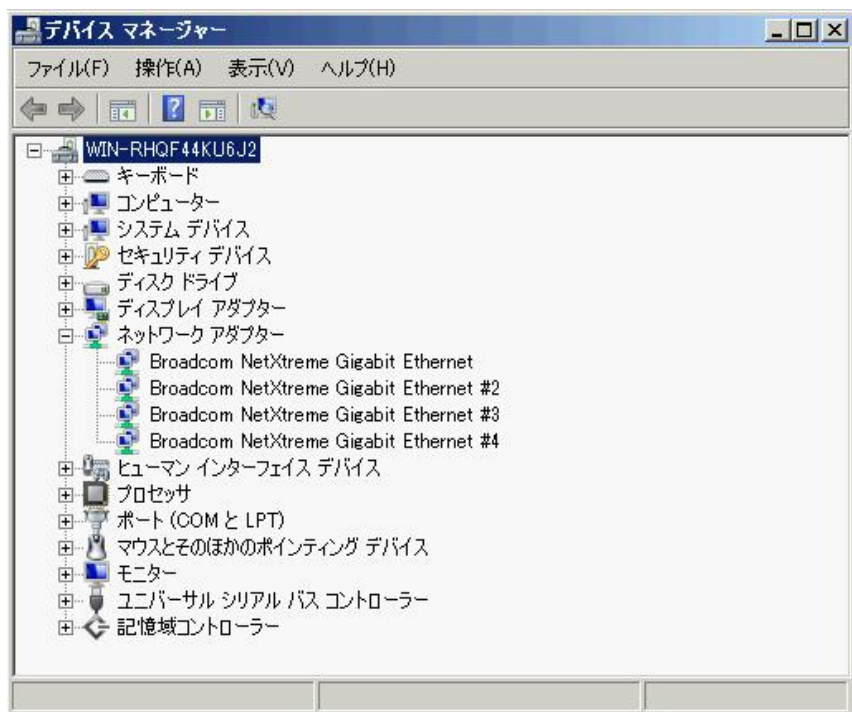 デバイス マネージャー
ファイル(F) 操作(A) 表示(V) ヘルプ(H)
WIN-RHQF44KU6J2
キーボード
コンピューター
システム デバイス
セキュリティ デバイス
ディスク ドライブ
ディスプレイ アダプター
ネットワーク アダプター
Broadcom NetXtreme Gigabit Ethernet
Broadcom NetXtreme Gigabit Ethernet #2
Broadcom NetXtreme Gigabit Ethernet #3
Broadcom NetXtreme Gigabit Ethernet #4
ヒューマン インターフェイス デバイス
プロセッサ
ポート (COM と LPT)
マウスとそのほかのポインティング デバイス
モニター
ユニバーサル シリアル バス コントローラー
記憶域コントローラー